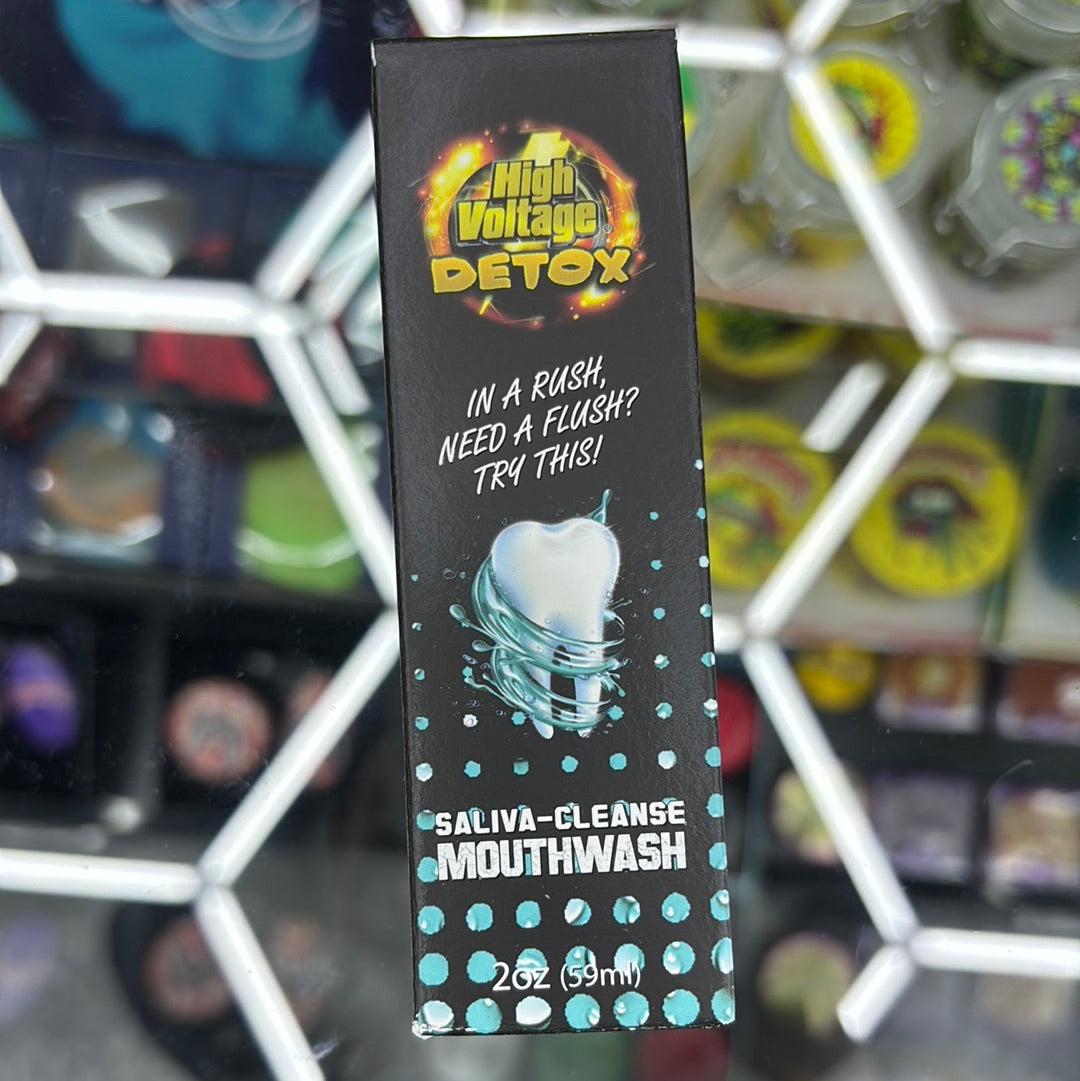 High
Voltage®
DETOX
IN A RUSH,
NEED A FLUSH?
TRY THIS!
SALIVA-CLEANSE
MOUTHWASH
2oz (59ml)